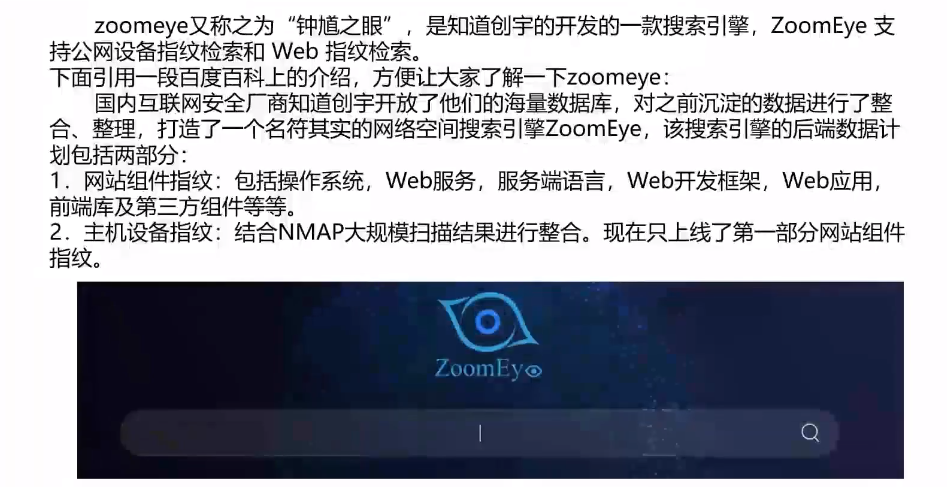 zoomeye又称之为“钟馗之眼”，是知道创宇的开发的一款搜索引擎，ZoomEye 支
持公网设备指纹检索和 Web 指纹检索。
下面引用一段百度百科上的介绍，方便让大家了解一下zoomeye：
国内互联网安全厂商知道创宇开放了他们的海量数据库，对之前沉淀的数据进行了整
合、整理，打造了一个名符其实的网络空间搜索引擎ZoomEye，该搜索引擎的后端数据计
划包括两部分：
1．网站组件指纹：包括操作系统，Web服务，服务端语言，Web开发框架，Web应用，
前端库及第三方组件等等。
2．主机设备指纹：结合NMAP大规模扫描结果进行整合。现在只上线了第一部分网站组件
指纹。
ZoomEye